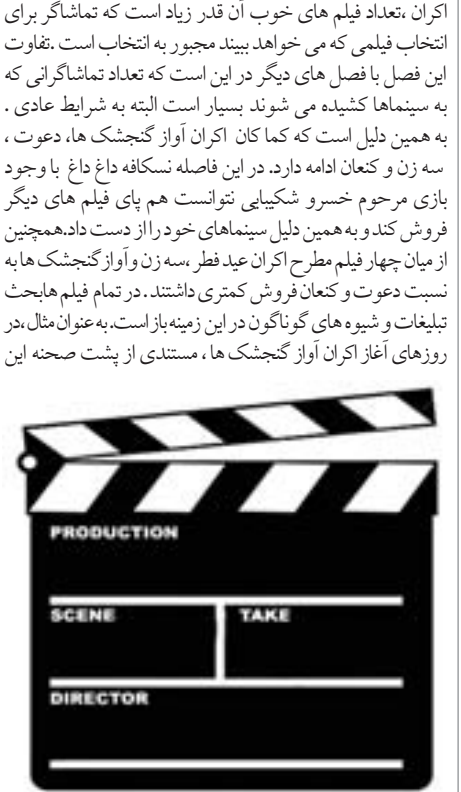 اکران ،تعداد فیلم های خوب آن قدر زیاد است که تماشاگر برای
انتخاب فیلمی که می خواهد ببیند مجبور به انتخاب است .تفاوت
این فصل با فصل های دیگر در این است که تعداد تماشاگرانی که
به سینماها کشیده می شوند بسیار است البته به شرایط عادی .
به همین دلیل است که کما کان اکران آواز گنجشک ها، دعوت ،
سه زن و کنعان ادامه دارد. در این فاصله نسکافه داغ داغ با وجود
بازی مرحوم خسرو شکیبایی نتوانست هم پای فیلم های دیگر
فروش کند و به همین دلیل سینماهای خود را از دست داد.همچنین
از میان چهار فیلم مطرح اکران عید فطر ،سه زن و آواز گنجشک ها به
نسبت دعوت و کنعان فروش کمتری داشتند . در تمام فیلم هابحث
تبلیغات و شیوه های گوناگون در این زمینه باز است.به عنوان مثال ،در
روزهای آغاز اکران آواز گنجشک ها ، مستندی از پشت صحنه این
PRODUCTION
SCENE TAKE
DIRECTOR